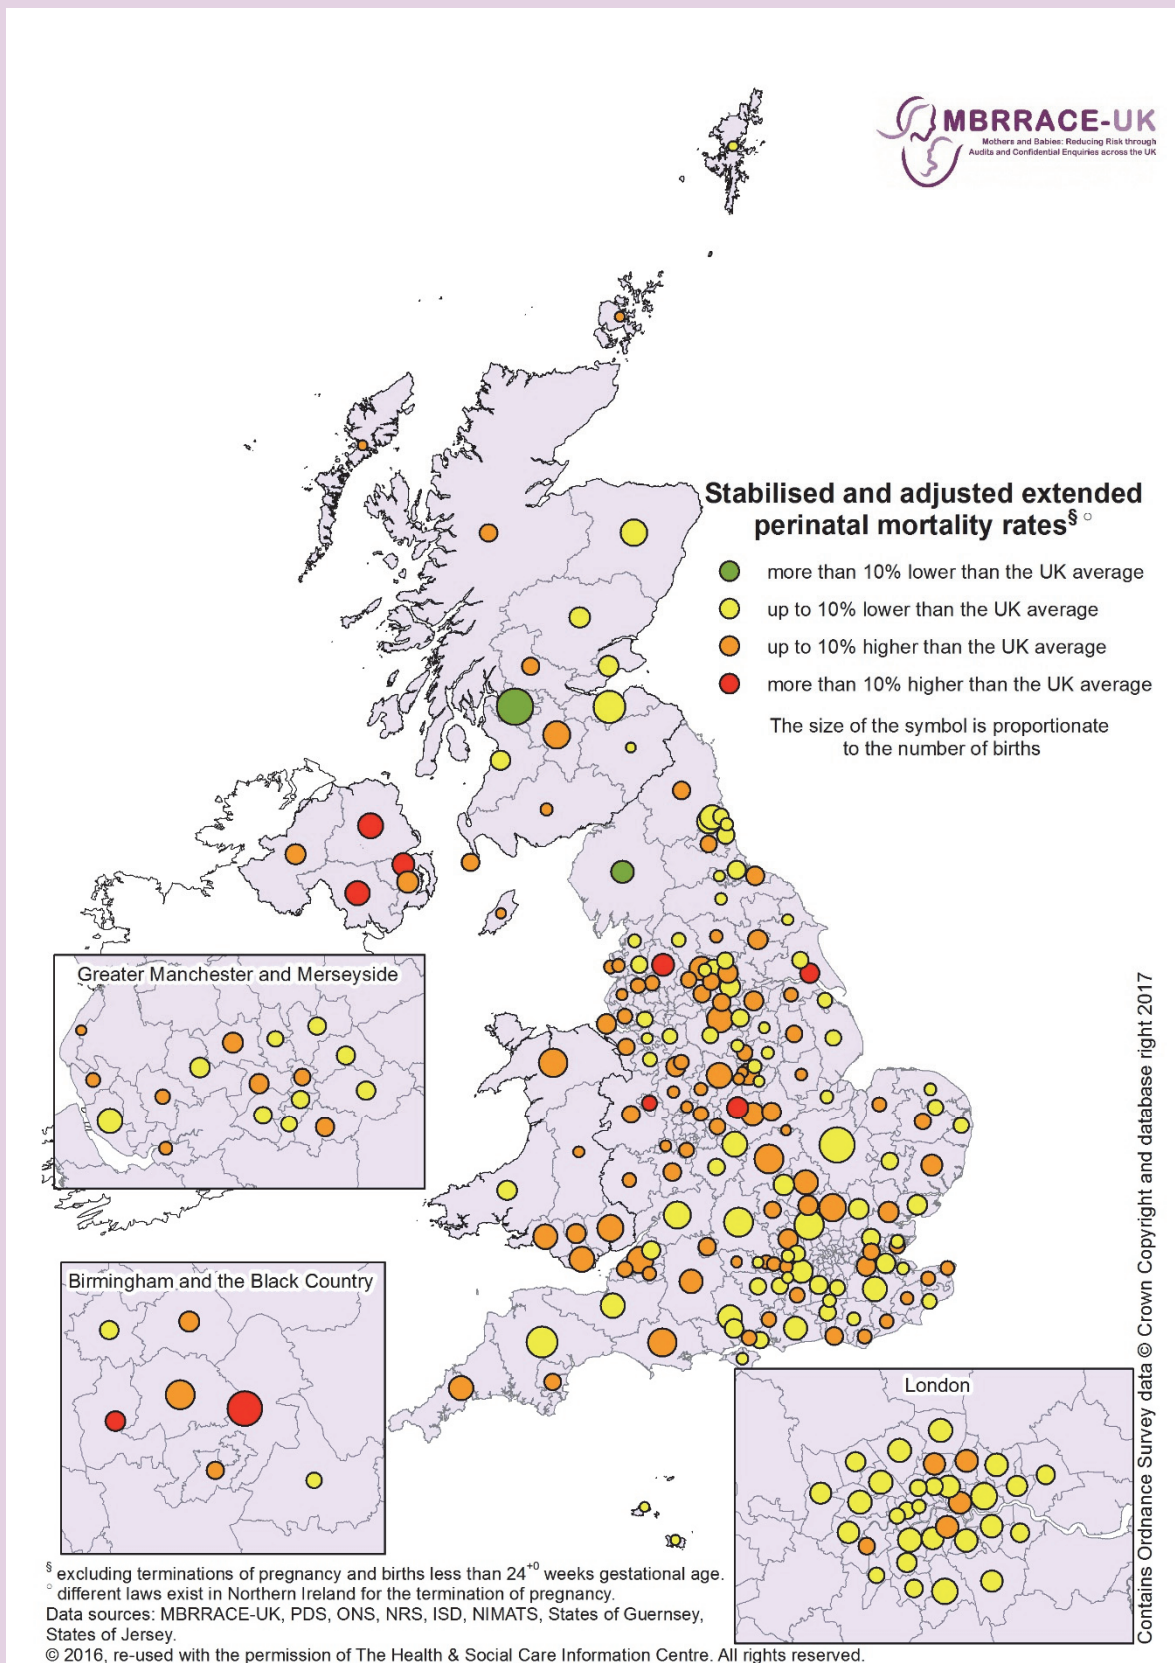 MBRRACE-UK
Mothers and Babies: Reducing Risk through
Audits and Confidential Enquiries across the UK
Stabilised and adjusted extended
perinatal mortality rates§ ○
more than 10% lower than the UK average
up to 10% lower than the UK average
up to 10% higher than the UK average
more than 10% higher than the UK average
The size of the symbol is proportionate
to the number of births
Greater Manchester and Merseyside
Birmingham and the Black Country
London
Contains Ordnance Survey data © Crown Copyright and database right 2017
§ excluding terminations of pregnancy and births less than 24+0 weeks gestational age.
○ different laws exist in Northern Ireland for the termination of pregnancy.
Data sources: MBRRACE-UK, PDS, ONS, NRS, ISD, NIMATS, States of Guernsey,
States of Jersey.
© 2016, re-used with the permission of The Health & Social Care Information Centre. All rights reserved.